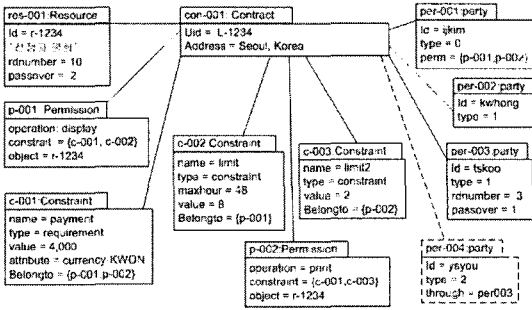 res-001:Resource
Id = r-1234
rdnumber = 10
passover = 2
con-001: Contract
Uid = L-1234
Address = Seoul, Korea
per-001:party
Id = ijkim
type = 0
perm = {p-001,p-002}
per-002:party
Id = kwhong
type = 1
p-001:Permission
operation: display
constraint = {c-001, c-002}
object = r-1234
c-002:Constraint
name = limit
type = constraint
maxhour = 48
value = 8
Belongto = {p-001}
c-003:Constraint
name = limit2
type = constraint
value = 2
Belongto = {p-002}
per-003:party
Id = tskoo
type = 1
rdnumber = 3
passover = 1
c-001:Constraint
name = payment
type = requirement
value = 4,000
attribute = currency:KWON
Belongto = {p-001,p-002}
p-002:Permission
operation = print
constraint = {c-001,c-003}
object = r-1234
per-004:party
Id = ysyou
type = 2
through = per003